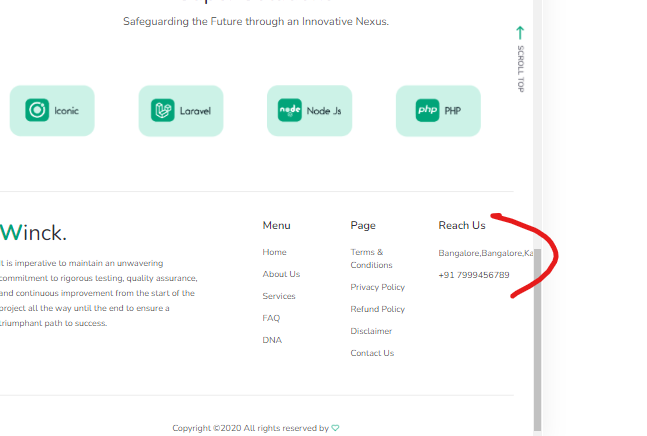 Safeguarding the Future through an Innovative Nexus.
SCROLL TOP
Iconic
Laravel
node Node Js
php PHP
Winck.
It is imperative to maintain an unwavering
commitment to rigorous testing, quality assurance,
and continuous improvement from the start of the
project all the way until the end to ensure a
triumphant path to success.
Menu
Home
About Us
Services
FAQ
DNA
Page
Terms &
Conditions
Privacy Policy
Refund Policy
Disclaimer
Contact Us
Reach Us
Bangalore,Bangalore,Ka
+91 7999456789
Copyright ©2020 All rights reserved by